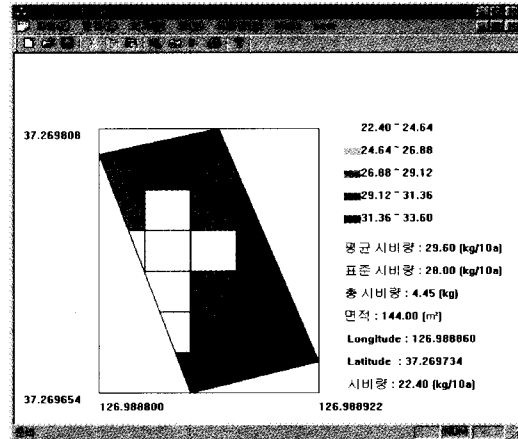 37.269808
37.269654
126.988800
126.988922
22.40 ~ 24.64
24.64 ~ 26.88
26.88 ~ 29.12
29.12 ~ 31.36
31.36 ~ 33.60
평균 시비량 : 29.60 (kg/10a)
표준 시비량 : 28.00 (kg/10a)
총 시비량 : 4.45 (kg)
면적 : 144.00 (m²)
Longitude : 126.988860
Latitude : 37.269734
시비량 : 22.40 (kg/10a)